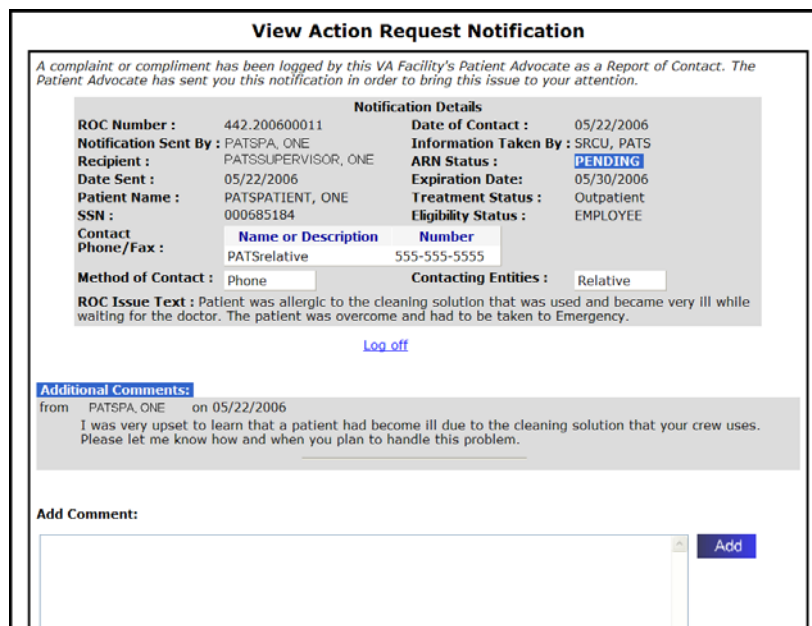 View Action Request Notification
A complaint or compliment has been logged by this VA Facility's Patient Advocate as a Report of Contact. The
Patient Advocate has sent you this notification in order to bring this issue to your attention.
Notification Details
ROC Number : 442.200600011 Date of Contact : 05/22/2006
Notification Sent By : PATSPA, ONE Information Taken By : SRCU, PATS
Recipient : PATSSUPERVISOR, ONE ARN Status : PENDING
Date Sent : 05/22/2006 Expiration Date: 05/30/2006
Patient Name : PATSPATIENT, ONE Treatment Status : Outpatient
SSN : 000685184 Eligibility Status : EMPLOYEE
Contact
Phone/Fax : Name or Description Number
PATSrelative 555-555-5555
Method of Contact : Phone Contacting Entities : Relative
ROC Issue Text : Patient was allergic to the cleaning solution that was used and became very ill while
waiting for the doctor. The patient was overcome and had to be taken to Emergency.
Log off
Additional Comments:
from PATSPA, ONE on 05/22/2006
I was very upset to learn that a patient had become ill due to the cleaning solution that your crew uses.
Please let me know how and when you plan to handle this problem.
Add Comment:
Add